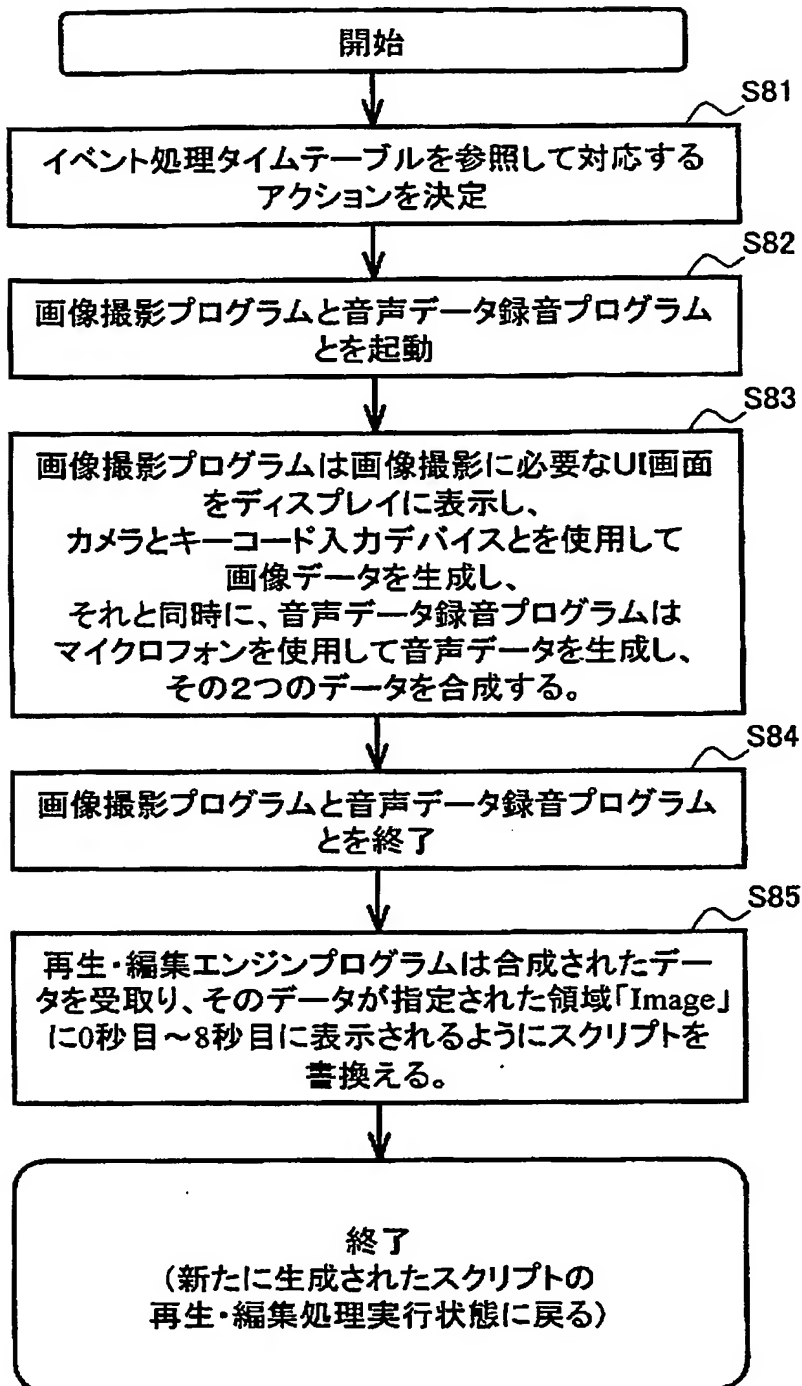 開始
S81
イベント処理タイムテーブルを参照して対応する
アクションを決定
S82
画像撮影プログラムと音声データ録音プログラム
とを起動
S83
画像撮影プログラムは画像撮影に必要なUI画面
をディスプレイに表示し、
カメラとキーコード入力デバイスとを使用して
画像データを生成し、
それと同時に、音声データ録音プログラムは
マイクロフォンを使用して音声データを生成し、
その2つのデータを合成する。
S84
画像撮影プログラムと音声データ録音プログラム
とを終了
S85
再生・編集エンジンプログラムは合成されたデー
タを受取り、そのデータが指定された領域「Image」
に0秒目～8秒目に表示されるようにスクリプトを
書換える。
終了
(新たに生成されたスクリプトの
再生・編集処理実行状態に戻る)